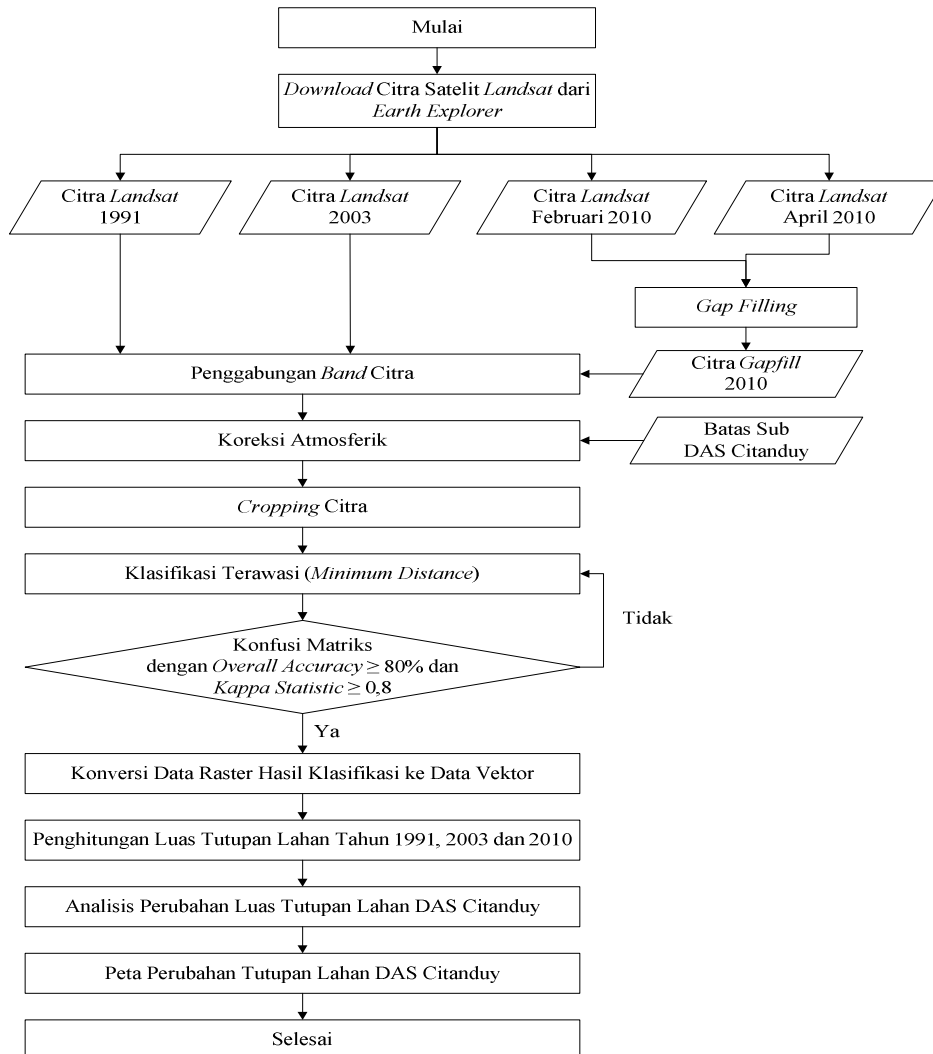 Mulai
Download Citra Satelit Landsat dari
Earth Explorer
Citra Landsat
1991
Citra Landsat
2003
Citra Landsat
Februari 2010
Citra Landsat
April 2010
Gap Filling
Citra Gapfill
2010
Penggabungan Band Citra
Koreksi Atmosferik
Batas Sub
DAS Citanduy
Cropping Citra
Klasifikasi Terawasi (Minimum Distance)
Tidak
Konfusi Matriks
dengan Overall Accuracy ≥ 80% dan
Kappa Statistic ≥ 0,8
Ya
Konversi Data Raster Hasil Klasifikasi ke Data Vektor
Penghitungan Luas Tutupan Lahan Tahun 1991, 2003 dan 2010
Analisis Perubahan Luas Tutupan Lahan DAS Citanduy
Peta Perubahan Tutupan Lahan DAS Citanduy
Selesai